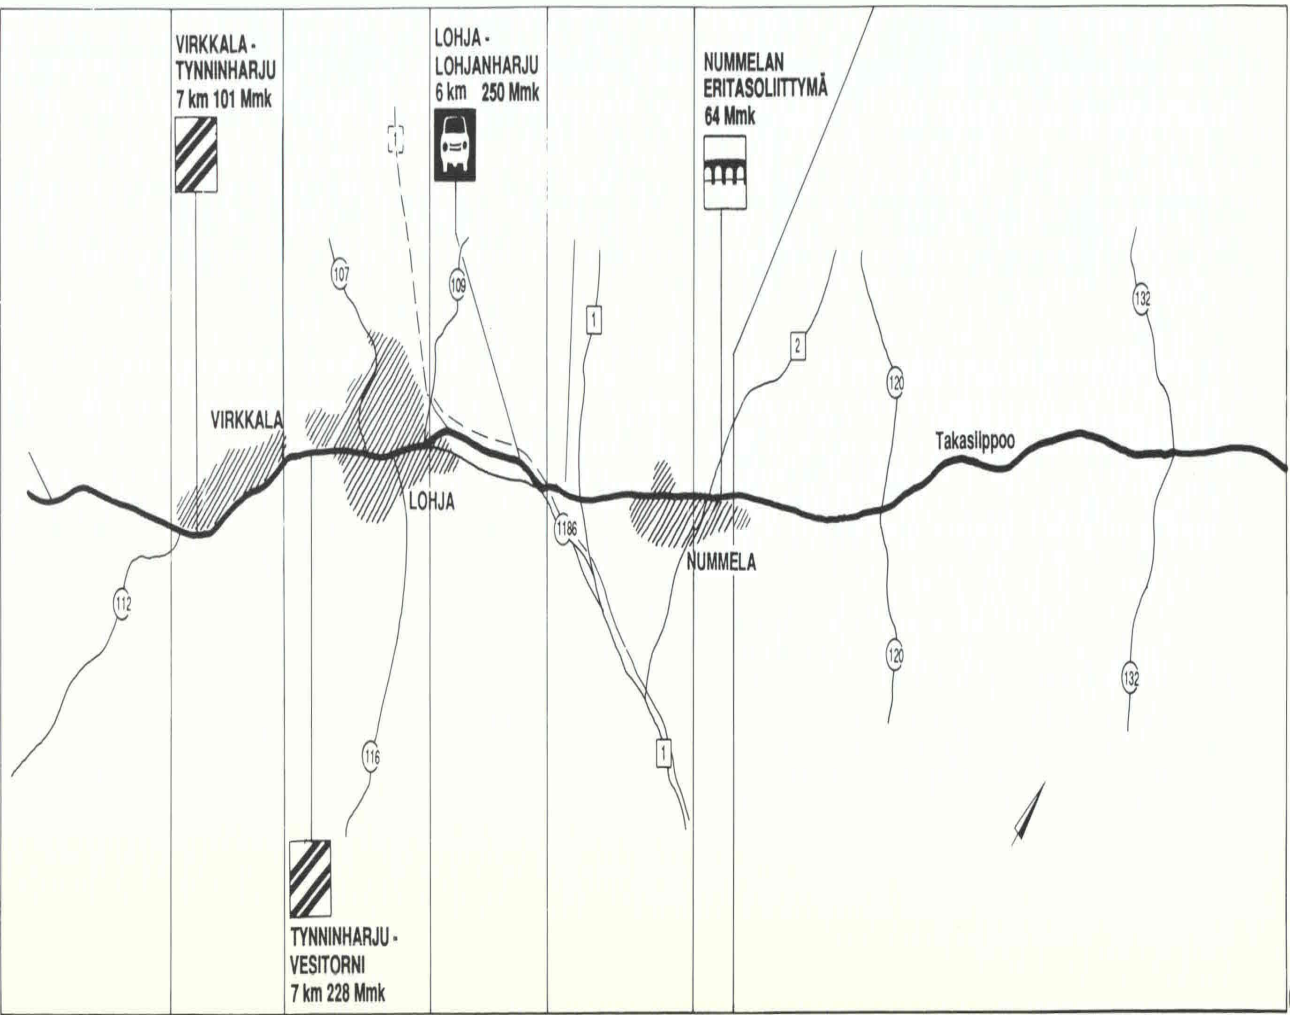 VIRKKALA -
TYNNINHARJU
7 km 101 Mmk
LOHJA -
LOHJANHARJU
6 km 250 Mmk
NUMMELAN
ERITASOLIITTYMÄ
64 Mmk
1
107
109
1
2
132
120
VIRKKALA
Takasilppoo
LOHJA
1186
NUMMELA
112
120
132
116
1
TYNNINHARJU -
VESITORNI
7 km 228 Mmk